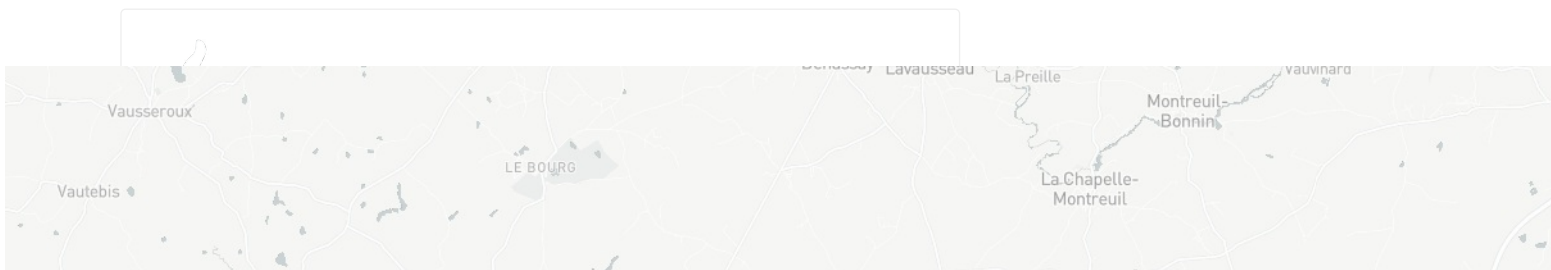 Lavausseau
La Preille
Vauvinard
Vausseroux
Montreuil-
Bonnin
LE BOURG
Vautebis
La Chapelle-
Montreuil